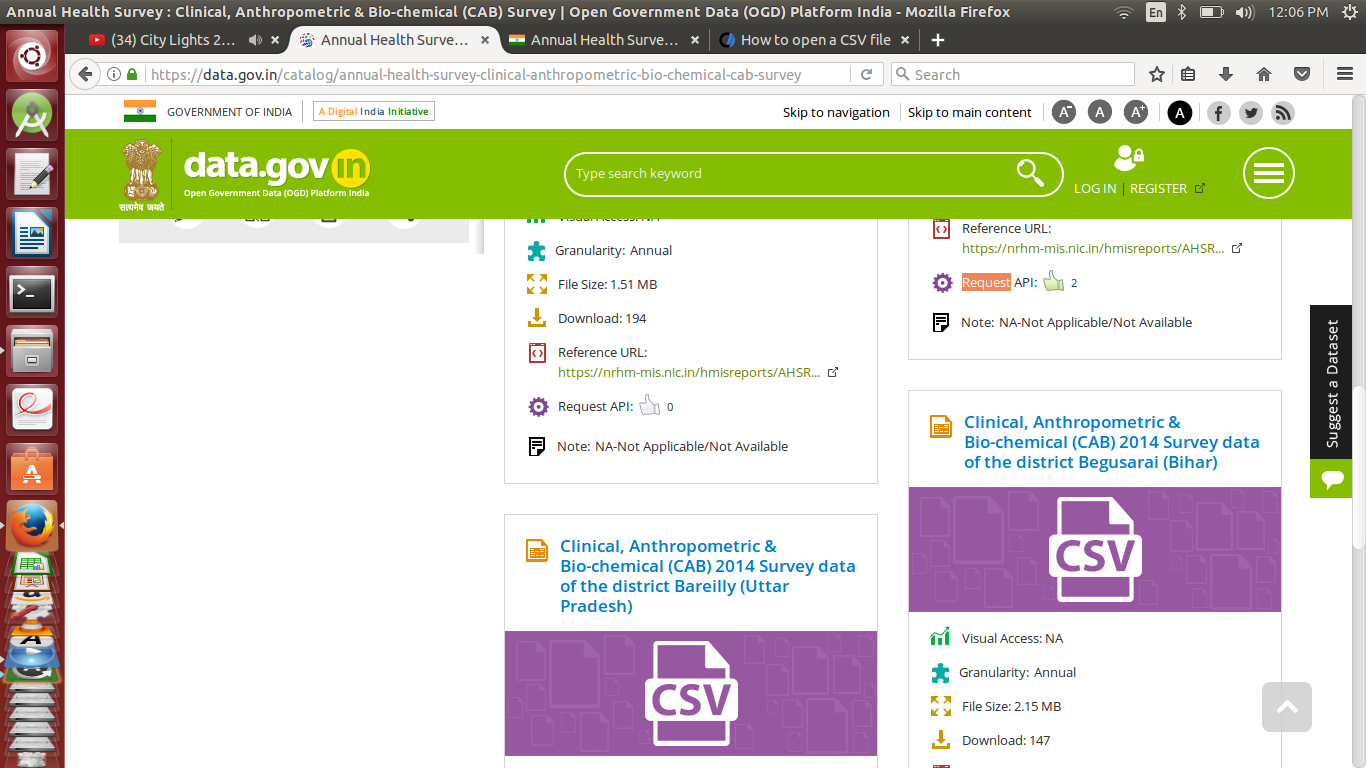 Annual Health Survey : Clinical, Anthropometric & Bio-chemical (CAB) Survey | Open Government Data (OGD) Platform India - Mozilla Firefox
En
12:06 PM
(34) City Lights 2...
Annual Health Surve...
Annual Health Surve...
How to open a CSV file
https://data.gov.in/catalog/annual-health-survey-clinical-anthropometric-bio-chemical-cab-survey
Search
GOVERNMENT OF INDIA
A Digital India Initiative
Skip to navigation
Skip to main content
A-
A
A+
A
सत्यमेव जयते
data.gov in
Open Government Data (OGD) Platform India
Type search keyword
LOG IN | REGISTER
Visual Access: NA
Granularity: Annual
File Size: 1.51 MB
Download: 194
Reference URL:
https://nrhm-mis.nic.in/hmisreports/AHSR...
Request API: 0
Note: NA-Not Applicable/Not Available
Clinical, Anthropometric &
Bio-chemical (CAB) 2014 Survey data
of the district Bareilly (Uttar
Pradesh)
CSV
Reference URL:
https://nrhm-mis.nic.in/hmisreports/AHSR...
Request API: 2
Note: NA-Not Applicable/Not Available
Clinical, Anthropometric &
Bio-chemical (CAB) 2014 Survey data
of the district Begusarai (Bihar)
CSV
Visual Access: NA
Granularity: Annual
File Size: 2.15 MB
Download: 147
Suggest a Dataset